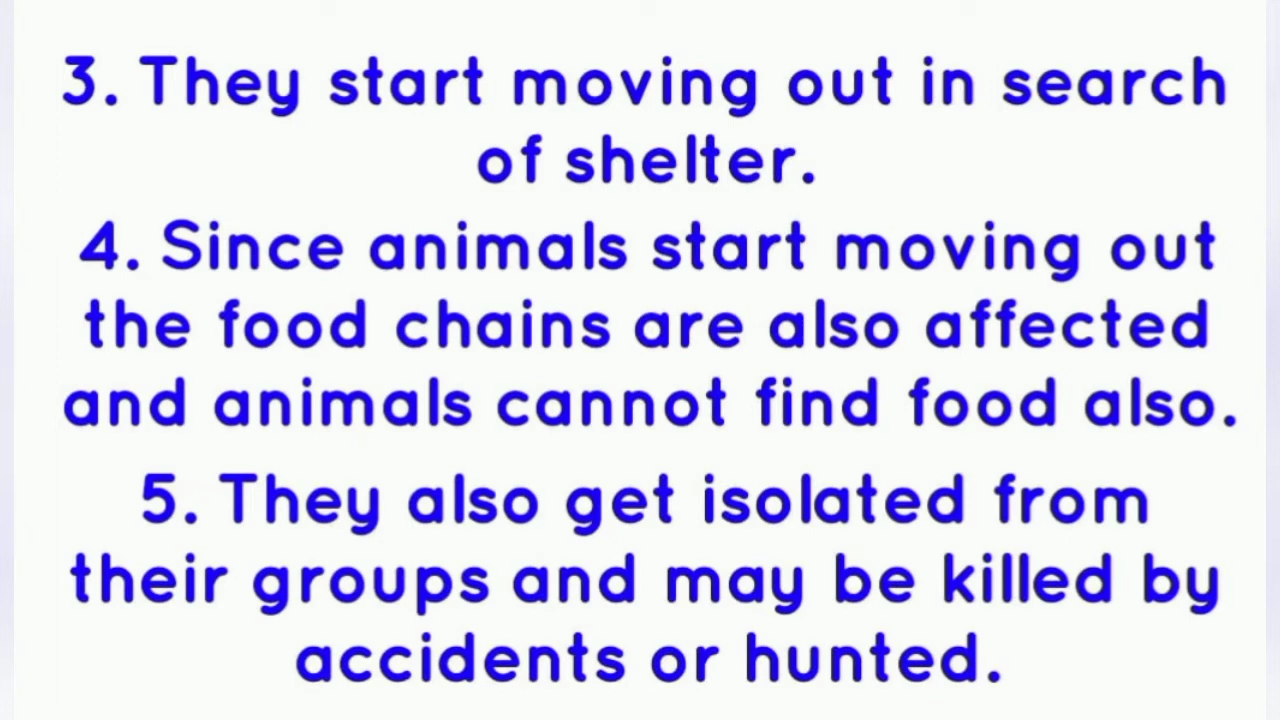 3. They start moving out in search
of shelter.
4. Since animals start moving out
the food chains are also affected
and animals cannot find food also.
5. They also get isolated from
their groups and may be killed by
accidents or hunted.